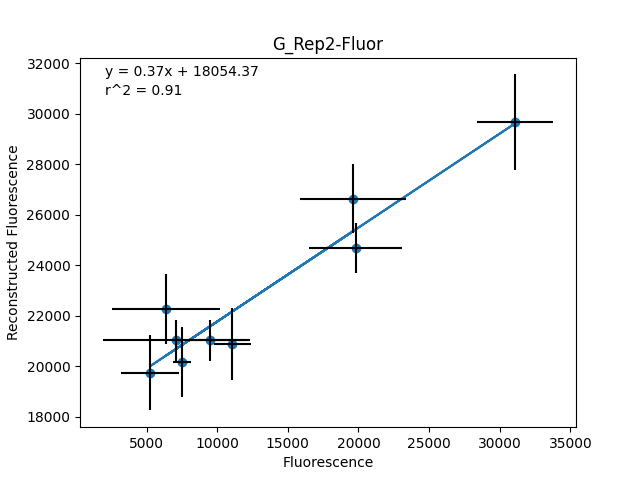 G_Rep2-Fluor
y = 0.37x + 18054.37
r^2 = 0.91
32000
30000
28000
26000
24000
22000
20000
18000
Reconstructed Fluorescence
5000 10000 15000 20000 25000 30000 35000
Fluorescence